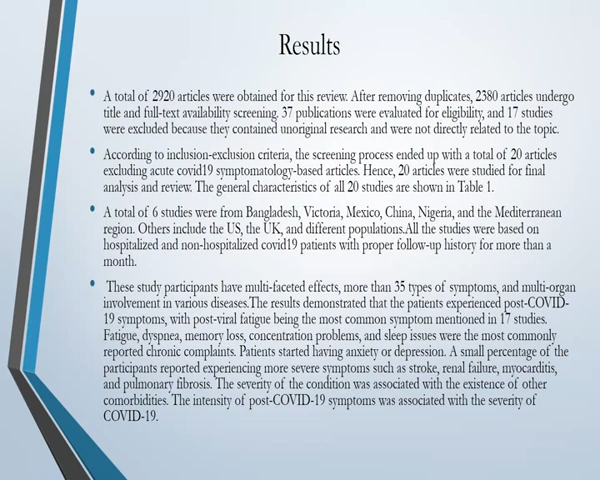 Results
A total of 2920 articles were obtained for this review. After removing duplicates, 2380 articles undergo
title and full-text availability screening. 37 publications were evaluated for eligibility, and 17 studies
were excluded because they contained unoriginal research and were not directly related to the topic.
According to inclusion-exclusion criteria, the screening process ended up with a total of 20 articles
excluding acute covid19 symptomatology-based articles. Hence, 20 articles were studied for final
analysis and review. The general characteristics of all 20 studies are shown in Table 1.
A total of 6 studies were from Bangladesh, Victoria, Mexico, China, Nigeria, and the Mediterranean
region. Others include the US, the UK, and different populations.All the studies were based on
hospitalized and non-hospitalized covid19 patients with proper follow-up history for more than a
month.
These study participants have multi-faceted effects, more than 35 types of symptoms, and multi-organ
involvement in various diseases.The results demonstrated that the patients experienced post-COVID-
19 symptoms, with post-viral fatigue being the most common symptom mentioned in 17 studies.
Fatigue, dyspnea, memory loss, concentration problems, and sleep issues were the most commonly
reported chronic complaints. Patients started having anxiety or depression. A small percentage of the
participants reported experiencing more severe symptoms such as stroke, renal failure, myocarditis,
and pulmonary fibrosis. The severity of the condition was associated with the existence of other
comorbidities. The intensity of post-COVID-19 symptoms was associated with the severity of
COVID-19.